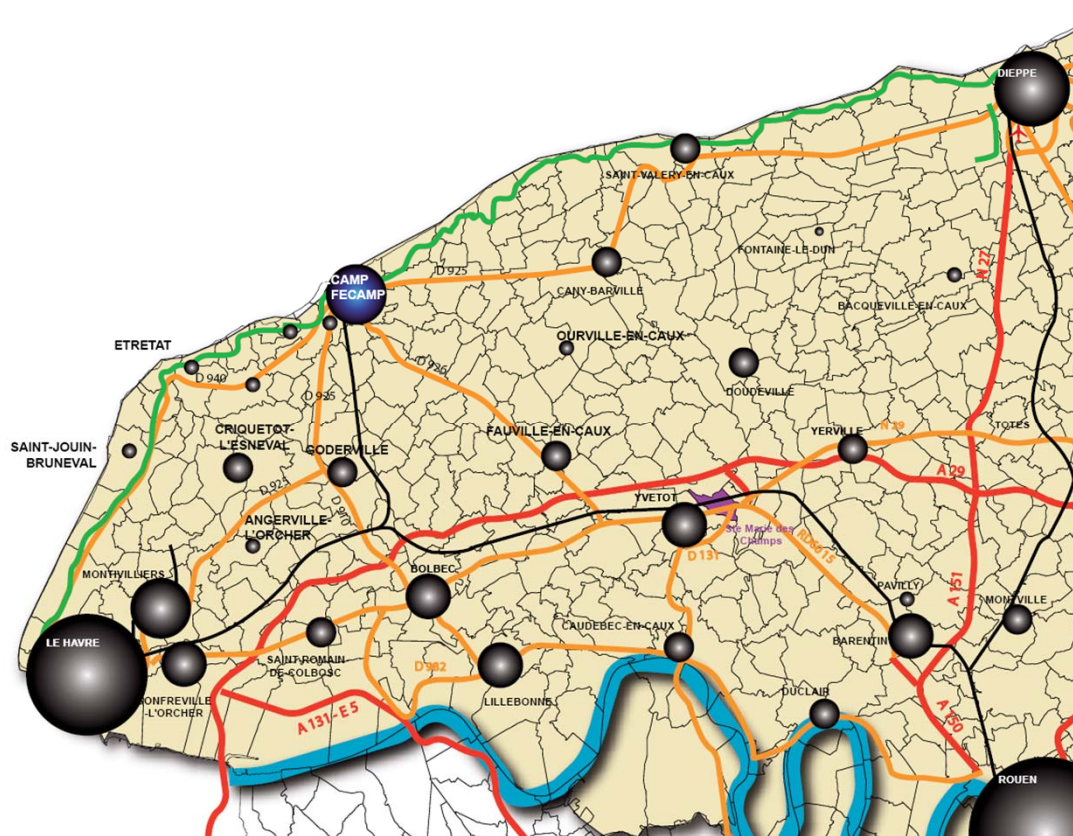 DIEPPE
SAINT-VALERY-EN-CAUX
FONTAINE-LE-DUN
N 27
D 925
ECAMP
FECAMP
CANY-BARVILLE
BACQUEVILLE-EN-CAUX
ETRETAT
OURVILLE-EN-CAUX
D 926
D 940
D 925
DOUDEVILLE
CRIQUETOT-
L'ESNEVAL
GODERVILLE
FAUVILLE-EN-CAUX
YERVILLE
N 29
TOTES
SAINT-JOUIN-
BRUNEVAL
A 29
D 925
D 910
YVETOT
ANGERVILLE-
L'ORCHER
Ste Marie des
Champs
RD6015
D 131
MONTIVILLIERS
BOLBEC
PAVILLY
A 151
MONTVILLE
CAUDEBEC-EN-CAUX
BARENTIN
LE HAVRE
SAINT-ROMAIN
DE-COLBOSC
D 982
LILLEBONNE
DUCLAIR
ONFREVILLE
-L'ORCHER
A 131 - E 5
A 150
ROUEN